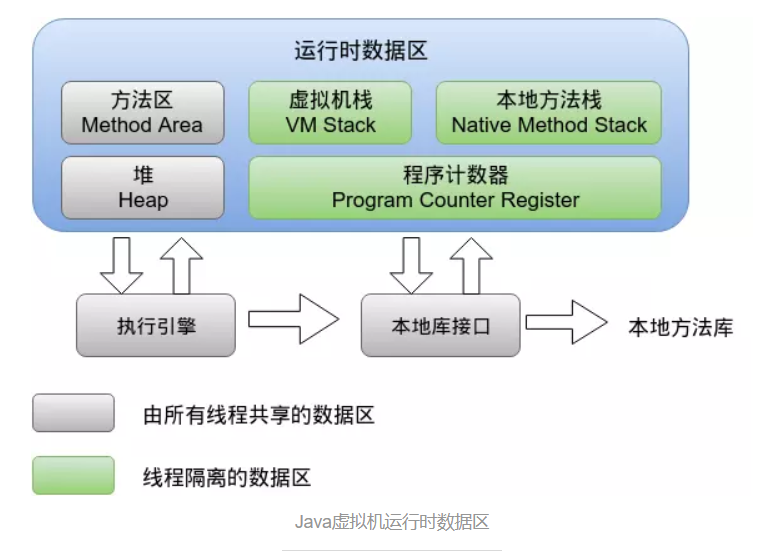 运行时数据区
方法区
Method Area
虚拟机栈
VM Stack
本地方法栈
Native Method Stack
堆
Heap
程序计数器
Program Counter Register
执行引擎
本地库接口
本地方法库
由所有线程共享的数据区
线程隔离的数据区
Java虚拟机运行时数据区